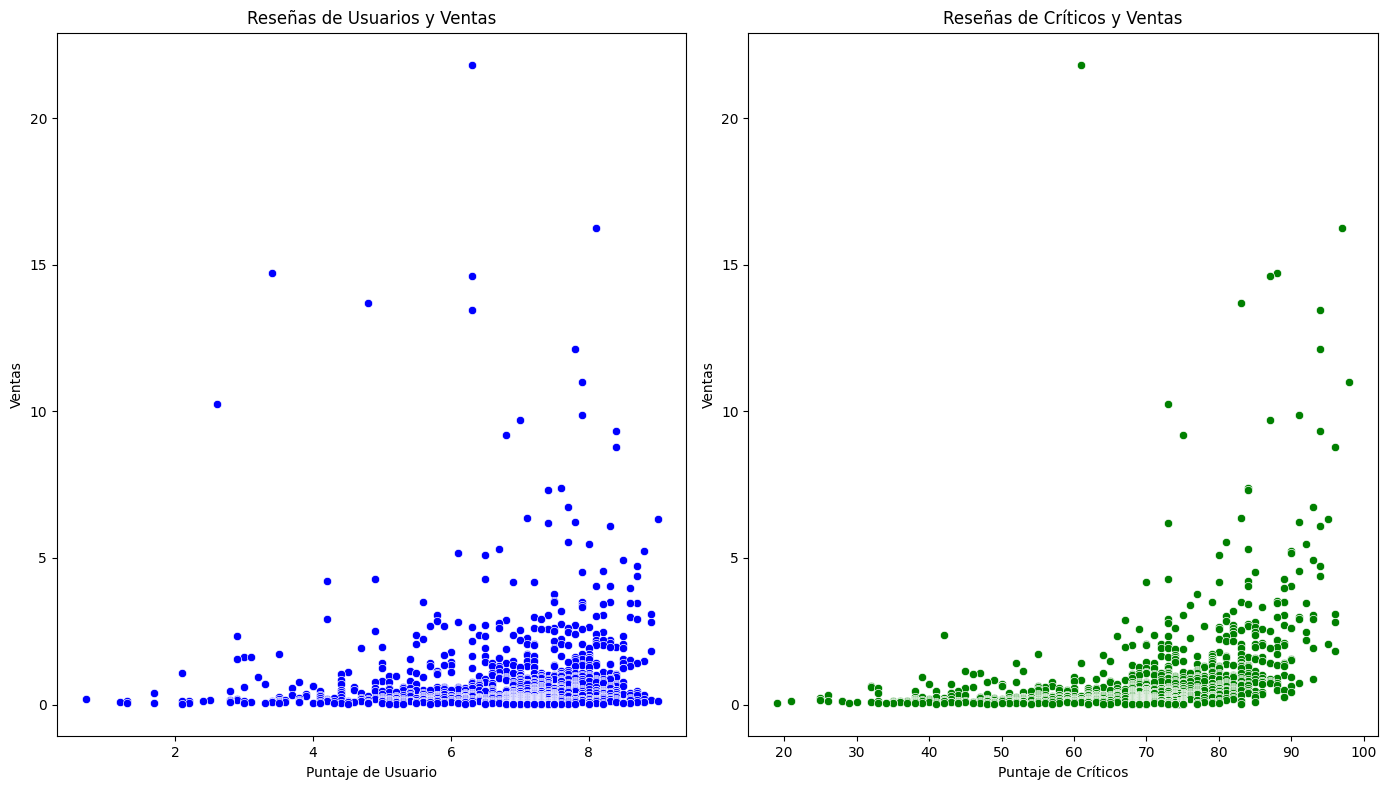 Reseñas de Usuarios y Ventas
Ventas
20
15
10
5
0
2 4 6 8
Puntaje de Usuario
Reseñas de Críticos y Ventas
Ventas
20
15
10
5
0
20 30 40 50 60 70 80 90 100
Puntaje de Críticos